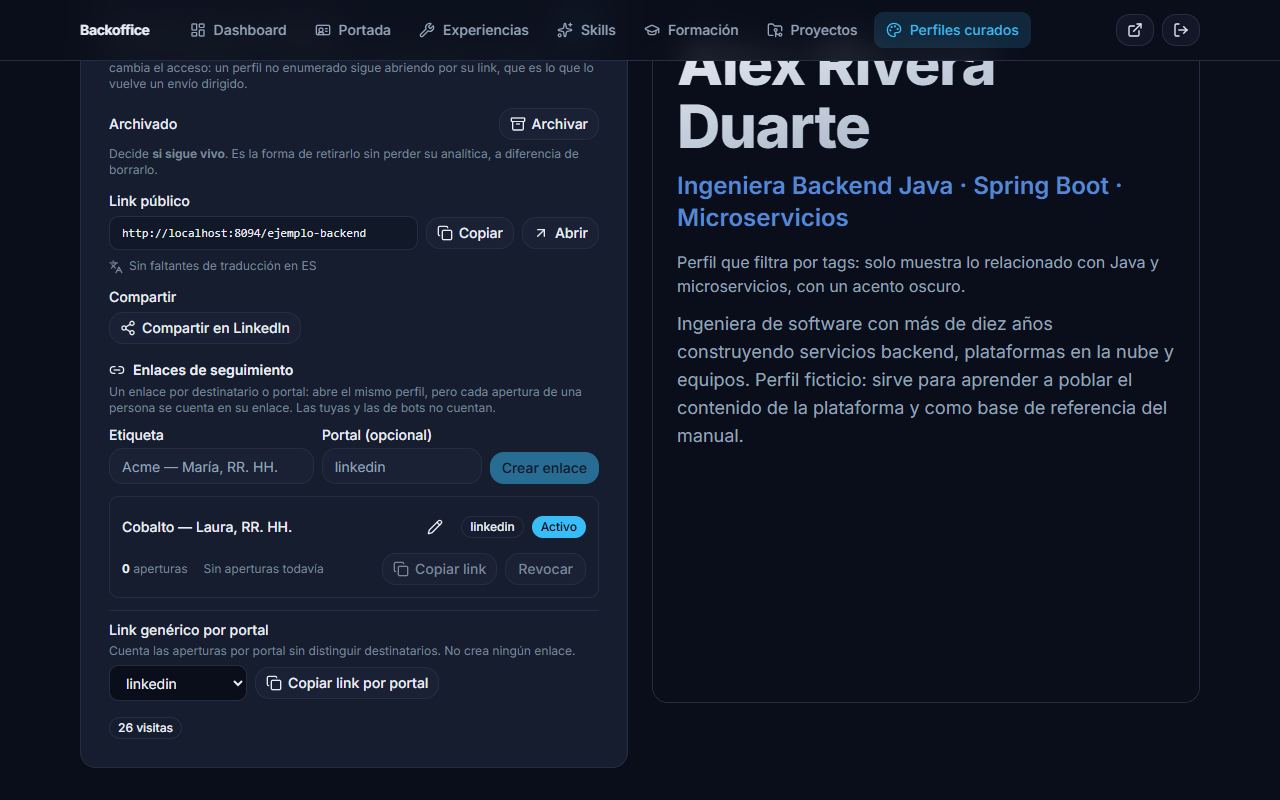 Backoffice
Dashboard
Portada
Experiencias
Skills
Formación
Proyectos
Perfiles curados
cambia el acceso: un perfil no enumerado sigue abriendo por su link, que es lo que lo
vuelve un envío dirigido.
Archivado
Archivar
Decide si sigue vivo. Es la forma de retirarlo sin perder su analítica, a diferencia de
borrarlo.
Link público
http://localhost:8094/ejemplo-backend
Copiar
Abrir
Sin faltantes de traducción en ES
Compartir
Compartir en LinkedIn
Enlaces de seguimiento
Un enlace por destinatario o portal: abre el mismo perfil, pero cada apertura de una
persona se cuenta en su enlace. Las tuyas y las de bots no cuentan.
Etiqueta
Portal (opcional)
Acme — María, RR. HH.
linkedin
Crear enlace
Cobalto — Laura, RR. HH.
linkedin
Activo
0 aperturas
Sin aperturas todavía
Copiar link
Revocar
Link genérico por portal
Cuenta las aperturas por portal sin distinguir destinatarios. No crea ningún enlace.
linkedin
Copiar link por portal
26 visitas
Alex Rivera
Duarte
Ingeniera Backend Java · Spring Boot ·
Microservicios
Perfil que filtra por tags: solo muestra lo relacionado con Java y
microservicios, con un acento oscuro.
Ingeniera de software con más de diez años
construyendo servicios backend, plataformas en la nube y
equipos. Perfil ficticio: sirve para aprender a poblar el
contenido de la plataforma y como base de referencia del
manual.